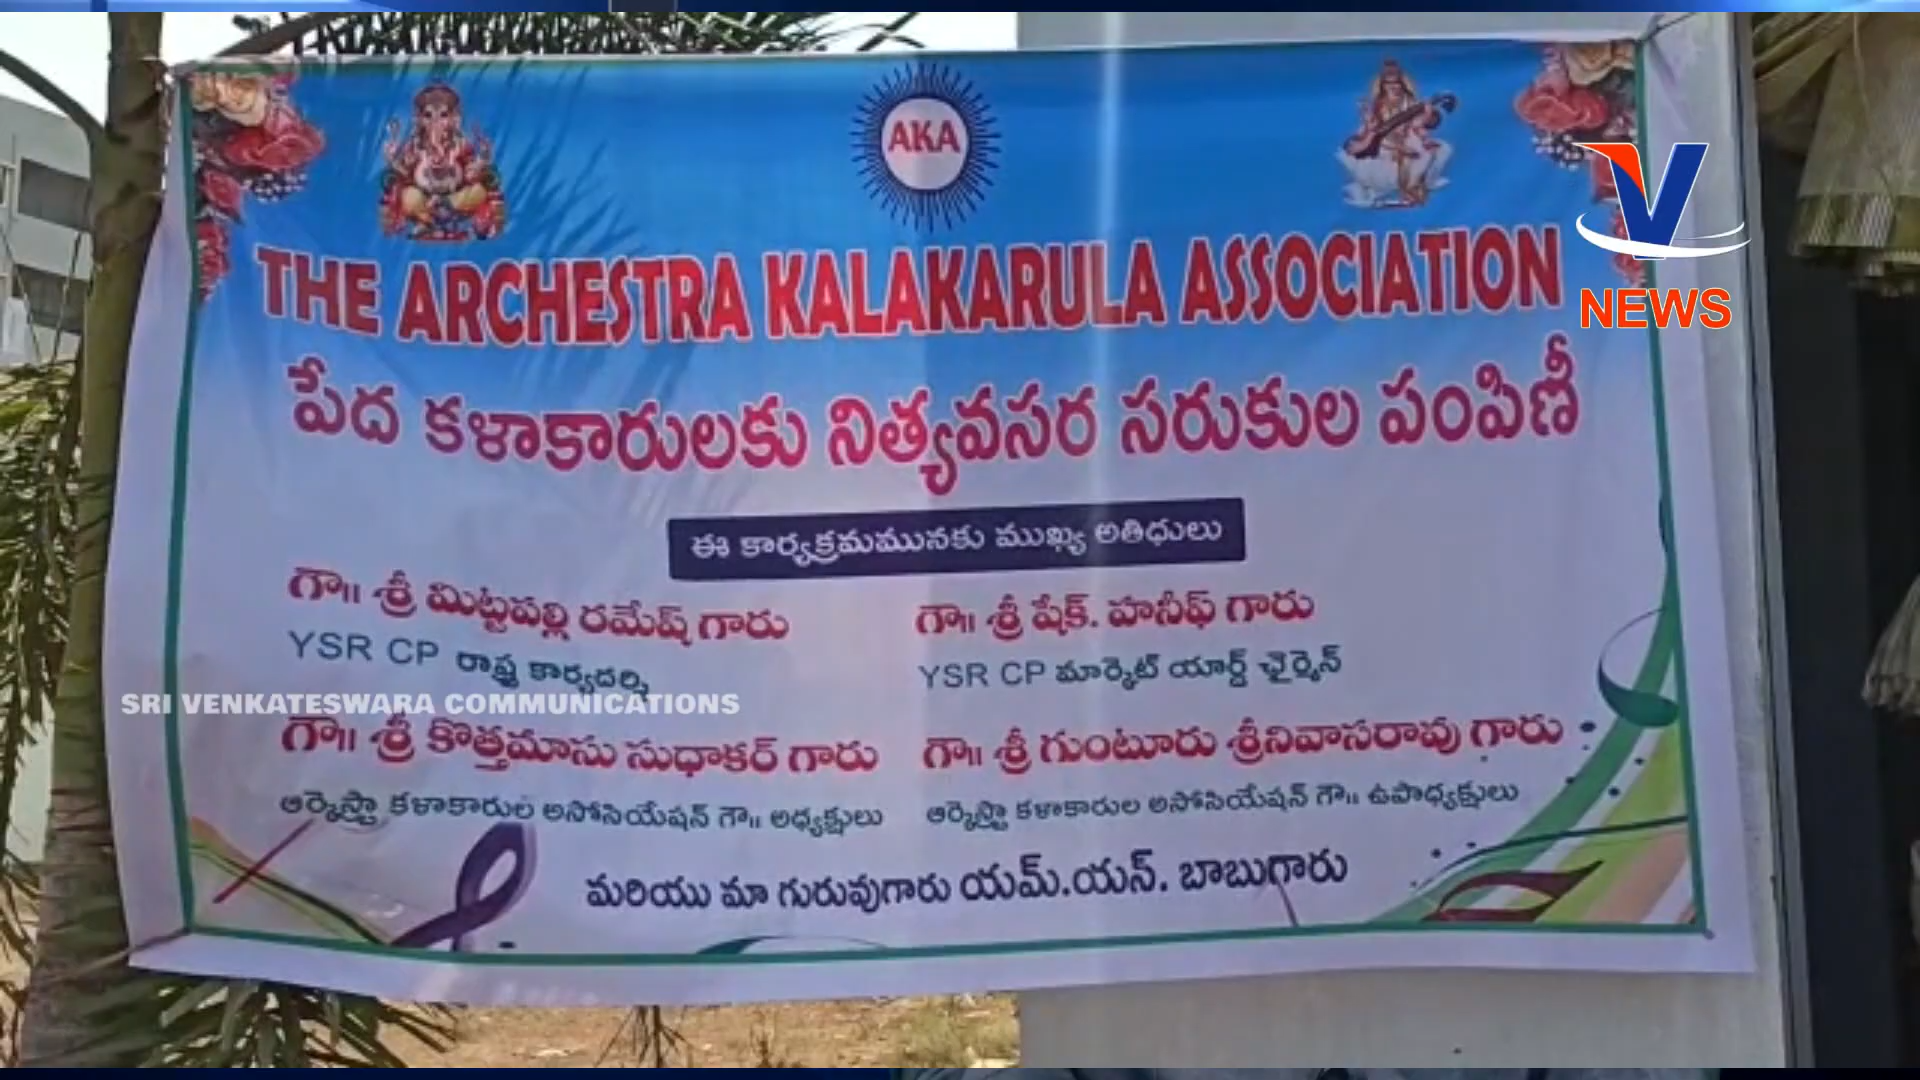 AKA
THE ARCHESTRA KALAKARULA ASSOCIATION
పేద కళాకారులకు నిత్యవసర సరుకుల పంపిణీ
ఈ కార్యక్రమమునకు ముఖ్య అతిధులు
గౌ॥ శ్రీ మిట్టపల్లి రమేష్ గారు
YSR CP రాష్ట్ర కార్యదర్శి
గౌ॥ శ్రీ షేక్. హనీఫ్ గారు
YSR CP మార్కెట్ యార్డ్ ఛైర్మెన్
గౌ॥ శ్రీ కొత్తమాసు సుధాకర్ గారు
ఆర్కెస్ట్రా కళాకారుల అసోసియేషన్ గౌ॥ అధ్యక్షులు
గౌ॥ శ్రీ గుంటూరు శ్రీనివాసరావు గారు
ఆర్కెస్ట్రా కళాకారుల అసోసియేషన్ గౌ॥ ఉపాధ్యక్షులు
మరియు మా గురువుగారు యమ్.యన్. బాబుగారు
V
NEWS
SRI VENKATESWARA COMMUNICATIONS